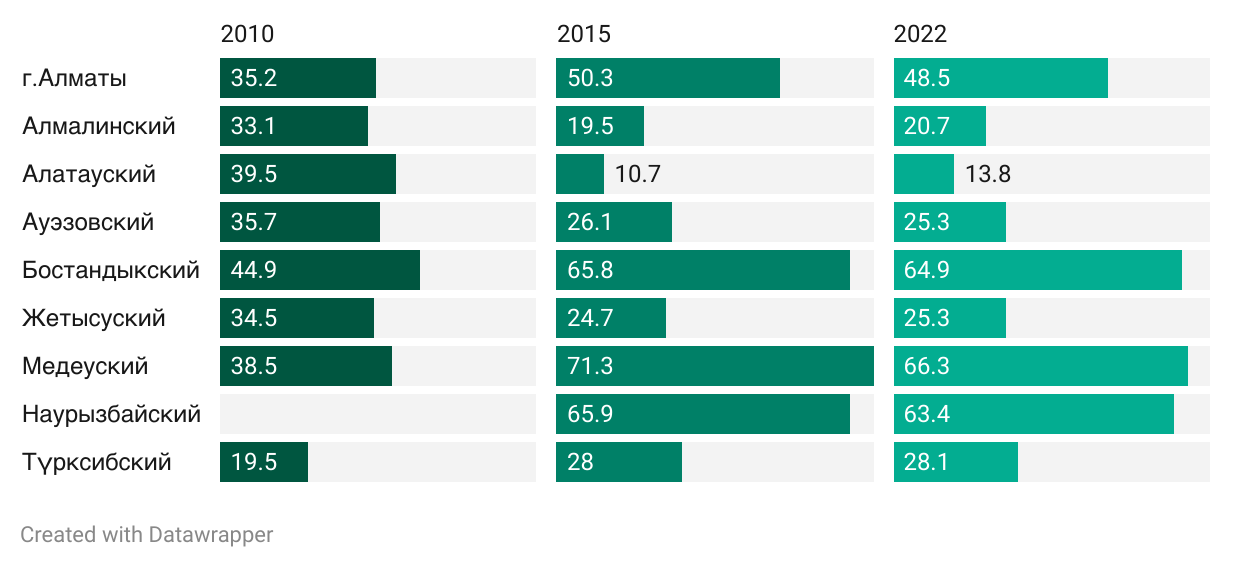 2010 2015 2022
г.Алматы 35.2 50.3 48.5
Алмалинский 33.1 19.5 20.7
Алатауский 39.5 10.7 13.8
Ауэзовский 35.7 26.1 25.3
Бостандыкский 44.9 65.8 64.9
Жетысуский 34.5 24.7 25.3
Медеуский 38.5 71.3 66.3
Наурызбайский 65.9 63.4
Түрксибский 19.5 28 28.1
Created with Datawrapper